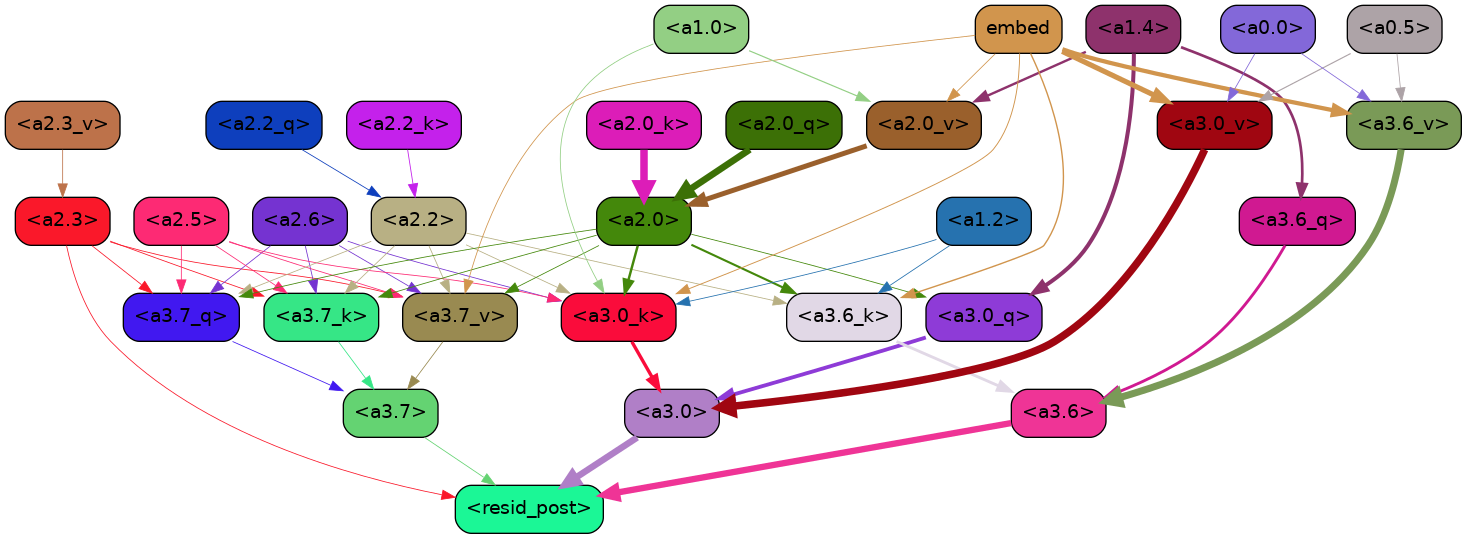 <a1.0>
embed
<a1.4>
<a0.0>
<a0.5>
<a2.3_v>
<a2.2_q>
<a2.2_k>
<a2.0_k>
<a2.0_q>
<a2.0_v>
<a3.0_v>
<a3.6_v>
<a2.3>
<a2.5>
<a2.6>
<a2.2>
<a2.0>
<a1.2>
<a3.6_q>
<a3.7_q>
<a3.7_k>
<a3.7_v>
<a3.0_k>
<a3.6_k>
<a3.0_q>
<a3.7>
<a3.0>
<a3.6>
<resid_post>